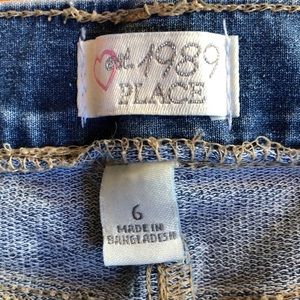 est. 1989
PLACE
6
MADE IN
BANGLADESH